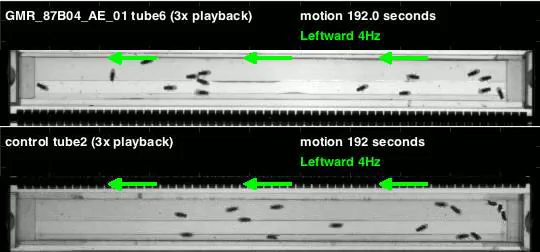 GMR_87B04_AE_01 tube6 (3x playback) motion 192.0 seconds
Leftward 4Hz
control tube2 (3x playback) motion 192 seconds
Leftward 4Hz